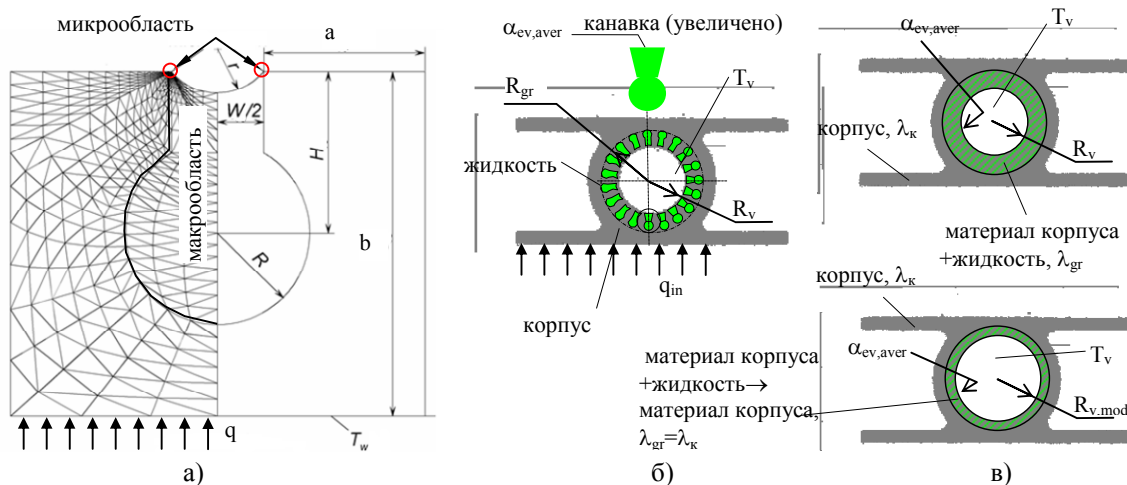 микрообласть
a
r
W/2
H
макрообласть
b
R
q
T_w
а)
α_ev,aver
канавка (увеличено)
T_v
R_gr
жидкость
R_v
q_in
корпус
б)
α_ev,aver
T_v
корпус, λ_к
R_v
материал корпуса
+жидкость, λ_gr
корпус, λ_к
α_ev,aver
T_v
материал корпуса
+жидкость→
материал корпуса,
λ_gr=λ_к
R_v.mod
в)